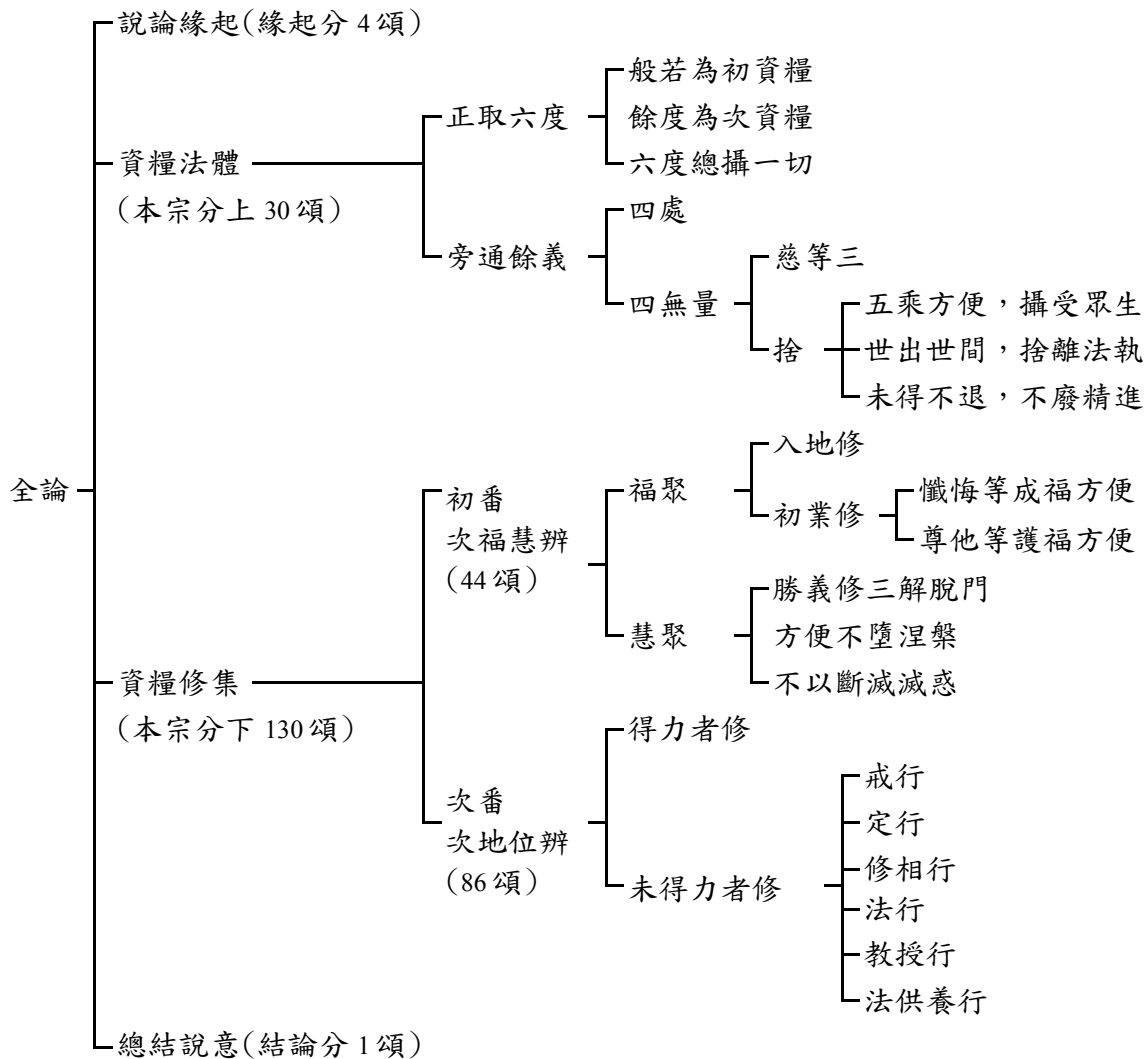 全論
說論緣起(緣起分 4 頌)
資糧法體
(本宗分上 30 頌)
正取六度
般若為初資糧
餘度為次資糧
六度總攝一切
旁通餘義
四處
四無量
慈等三
捨
五乘方便，攝受眾生
世出世間，捨離法執
未得不退，不廢精進
資糧修集
(本宗分下 130 頌)
初番
次福慧辨
(44 頌)
福聚
入地修
初業修
懺悔等成福方便
尊他等護福方便
慧聚
勝義修三解脫門
方便不墮涅槃
不以斷滅滅惑
次番
次地位辨
(86 頌)
得力者修
未得力者修
戒行
定行
修相行
法行
教授行
法供養行
總結說意(結論分 1 頌)